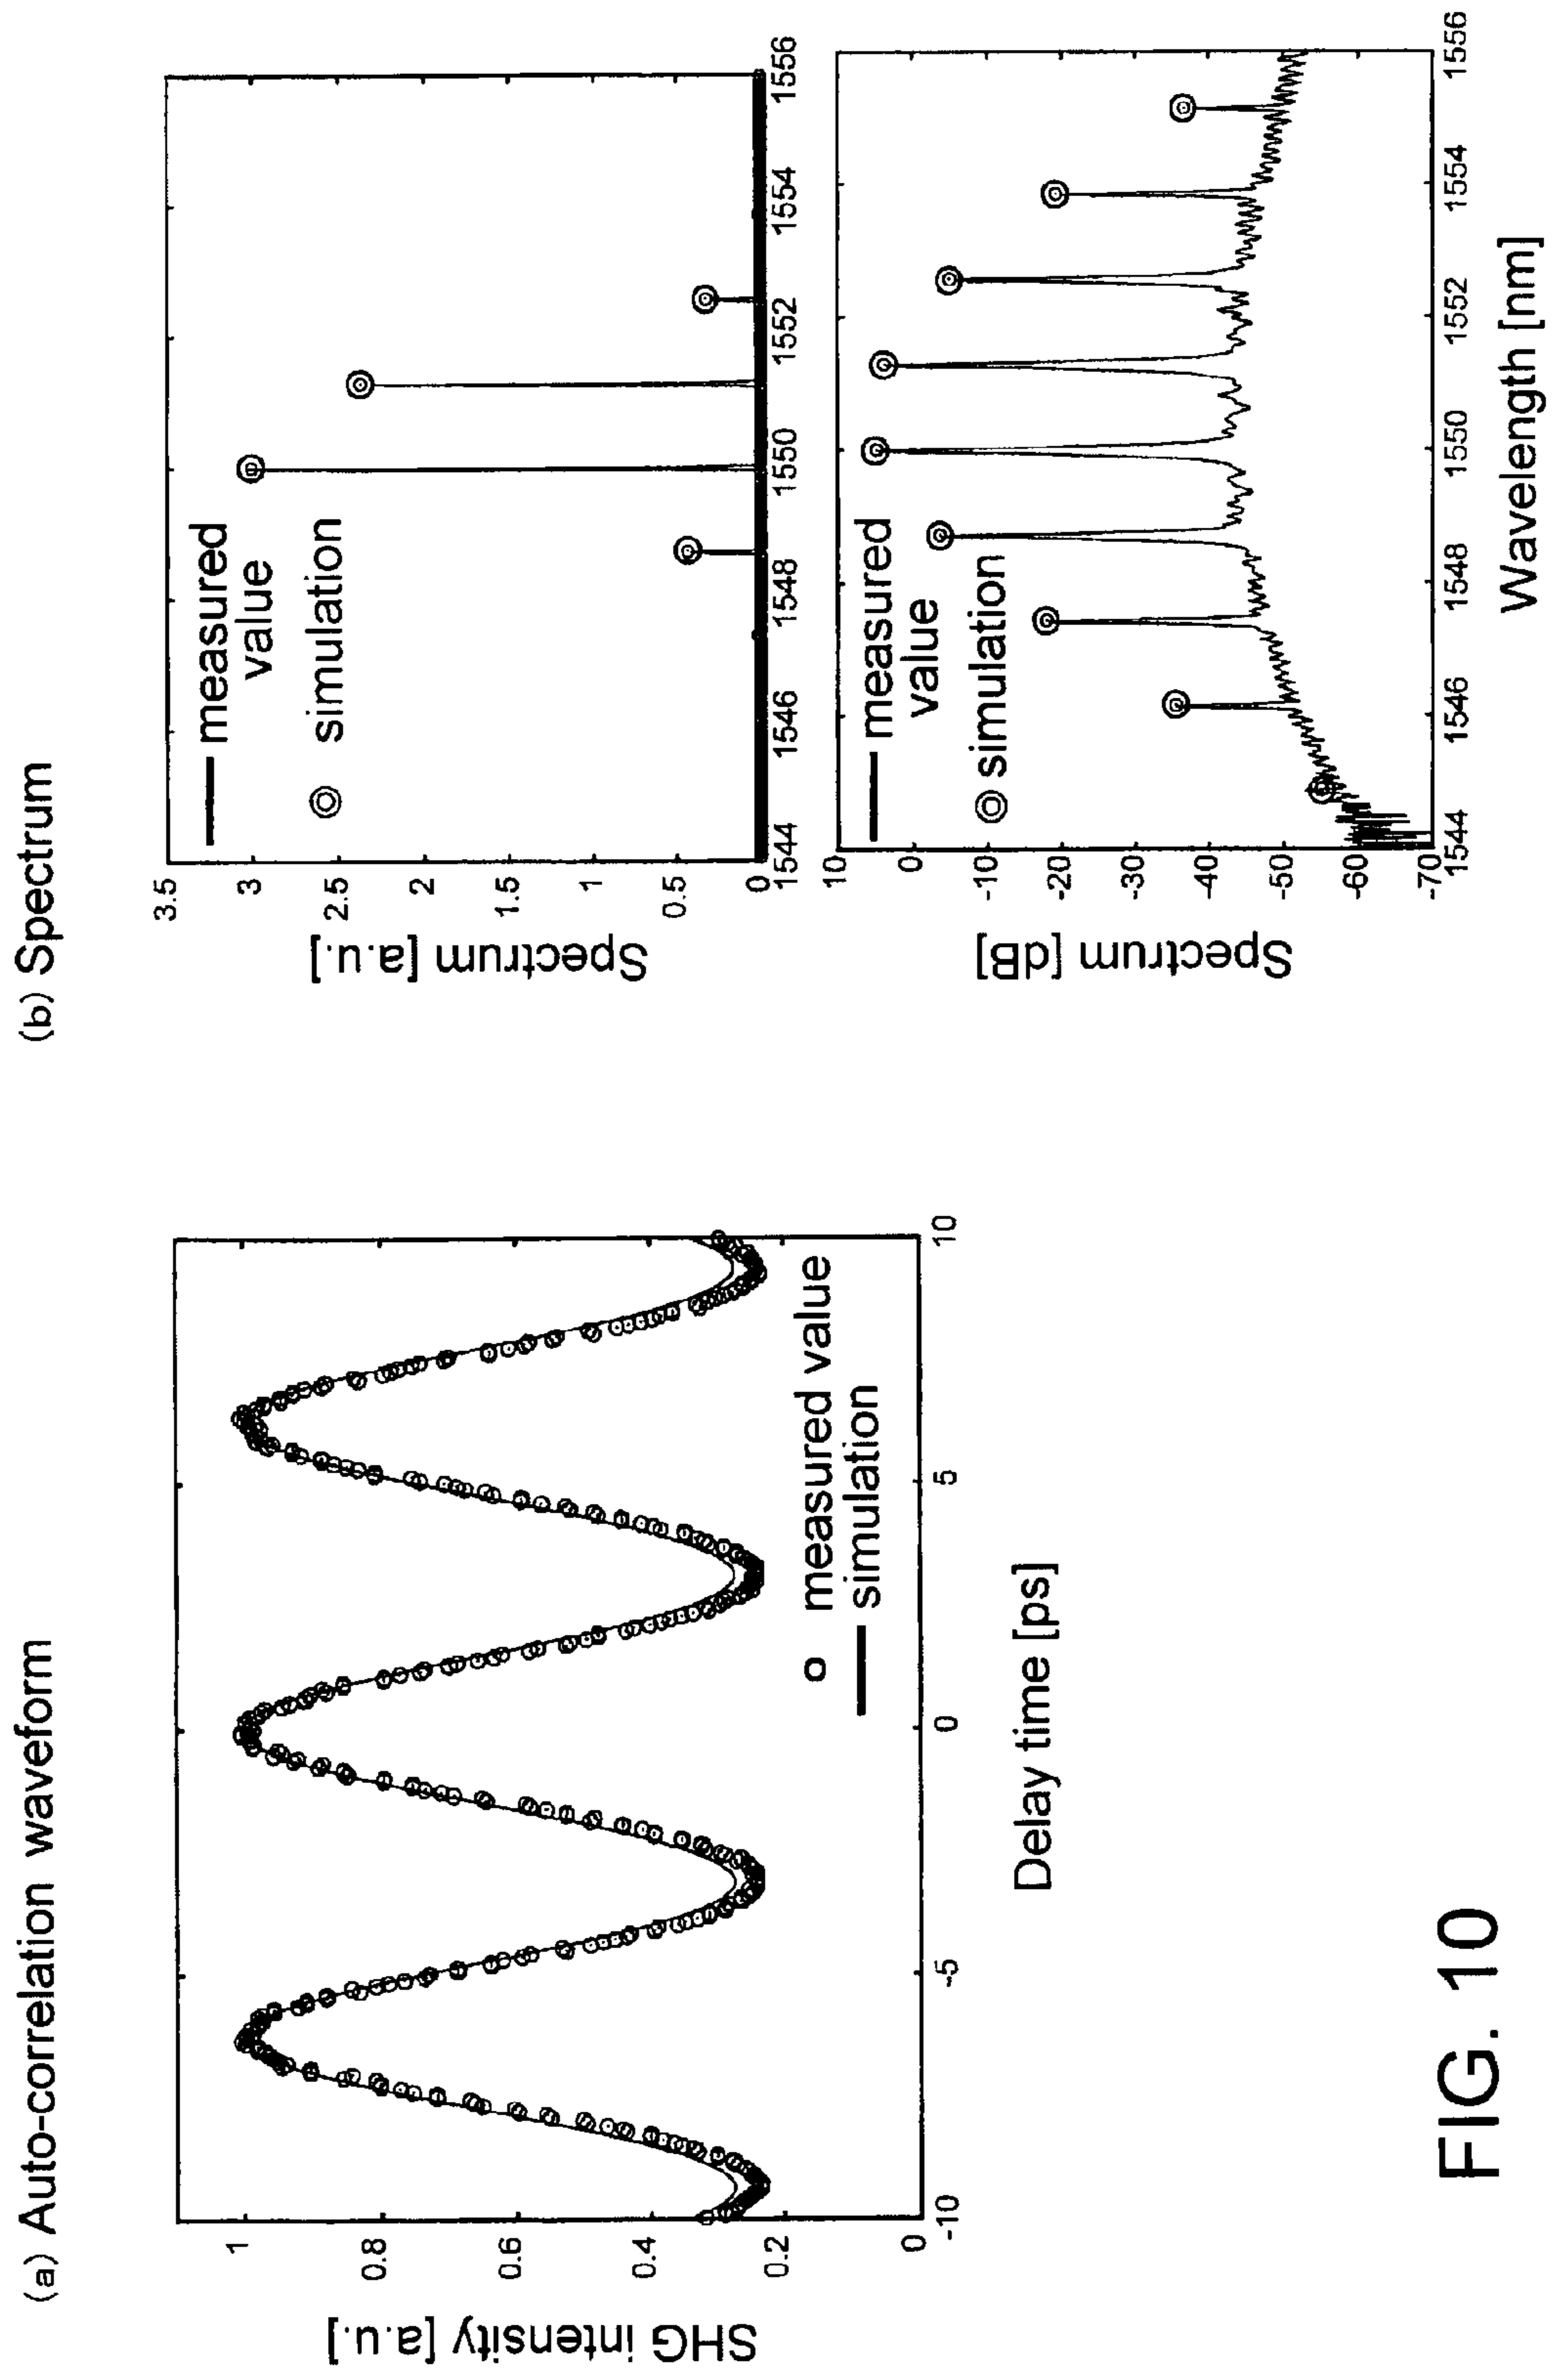 (a) Auto-correlation waveform
SHG intensity [a.u.]
1
0.8
0.6
0.4
0.2
0
-10
-5
0
5
10
measured value
simulation
Delay time [ps]
(b) Spectrum
Spectrum [a.u.]
3.5
3
2.5
2
1.5
1
0.5
0
measured
value
simulation
1544
1546
1548
1550
1552
1554
1556
Spectrum [dB]
10
0
-10
-20
-30
-40
-50
-60
-70
measured
value
simulation
1544
1546
1548
1550
1552
1554
1556
Wavelength [nm]
FIG. 10